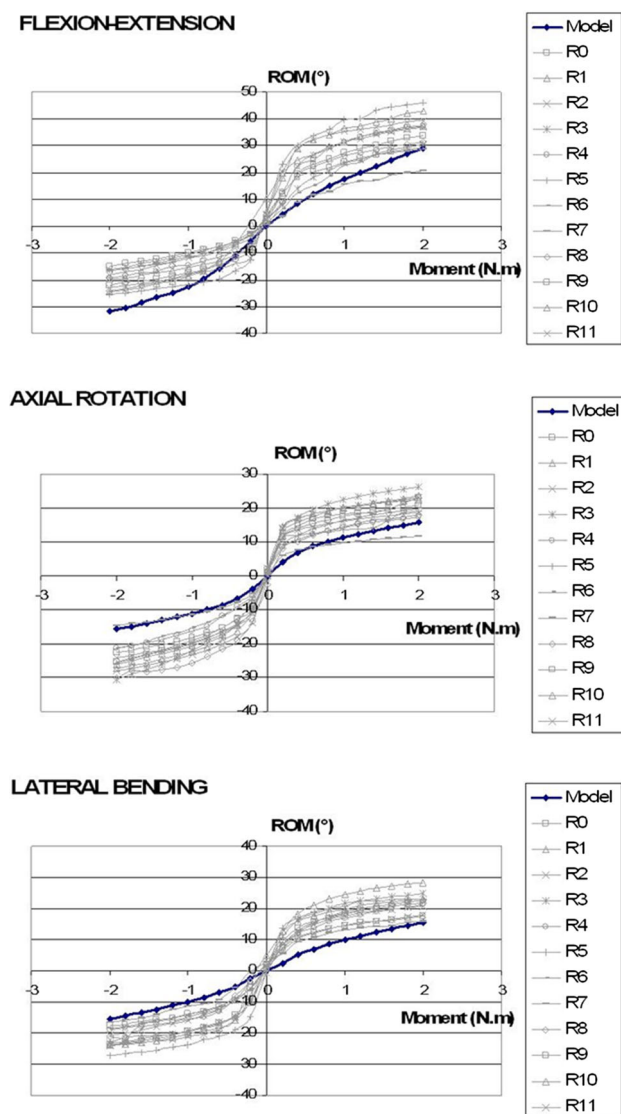 FLEXION-EXTENSION
ROM (°)
50
40
30
20
10
0
-10
-20
-30
-40
-3
-2
-1
0
1
2
3
Moment (N.m)
Model
R0
R1
R2
R3
R4
R5
R6
R7
R8
R9
R10
R11
AXIAL ROTATION
ROM (°)
30
20
10
0
-10
-20
-30
-40
-3
-2
-1
0
1
2
3
Moment (N.m)
Model
R0
R1
R2
R3
R4
R5
R6
R7
R8
R9
R10
R11
LATERAL BENDING
ROM (°)
40
30
20
10
0
-10
-20
-30
-40
-3
-2
-1
0
1
2
3
Moment (N.m)
Model
R0
R1
R2
R3
R4
R5
R6
R7
R8
R9
R10
R11